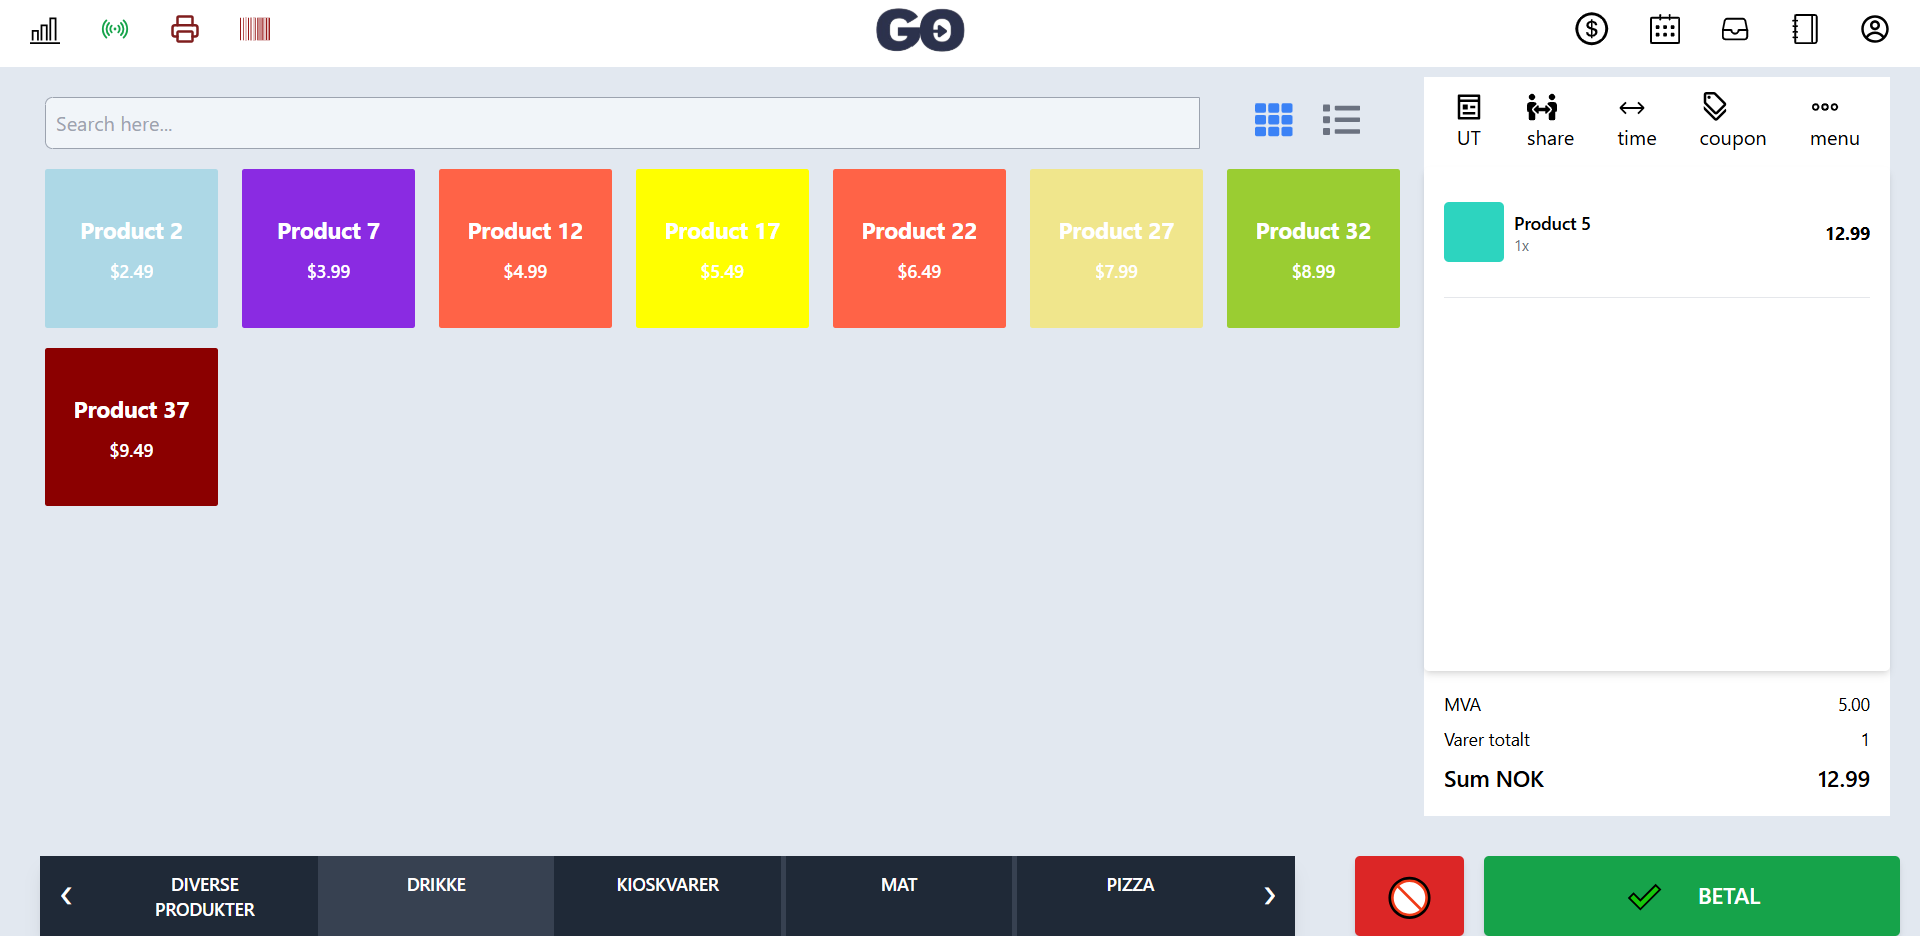 GO
Search here...
UT
share
time
coupon
menu
Product 2
$2.49
Product 7
$3.99
Product 12
$4.99
Product 17
$5.49
Product 22
$6.49
Product 27
$7.99
Product 32
$8.99
Product 37
$9.49
Product 5
1x
12.99
MVA 5.00
Varer totalt 1
Sum NOK 12.99
DIVERSE
PRODUKTER
DRIKKE
KIOSKVARER
MAT
PIZZA
BETAL